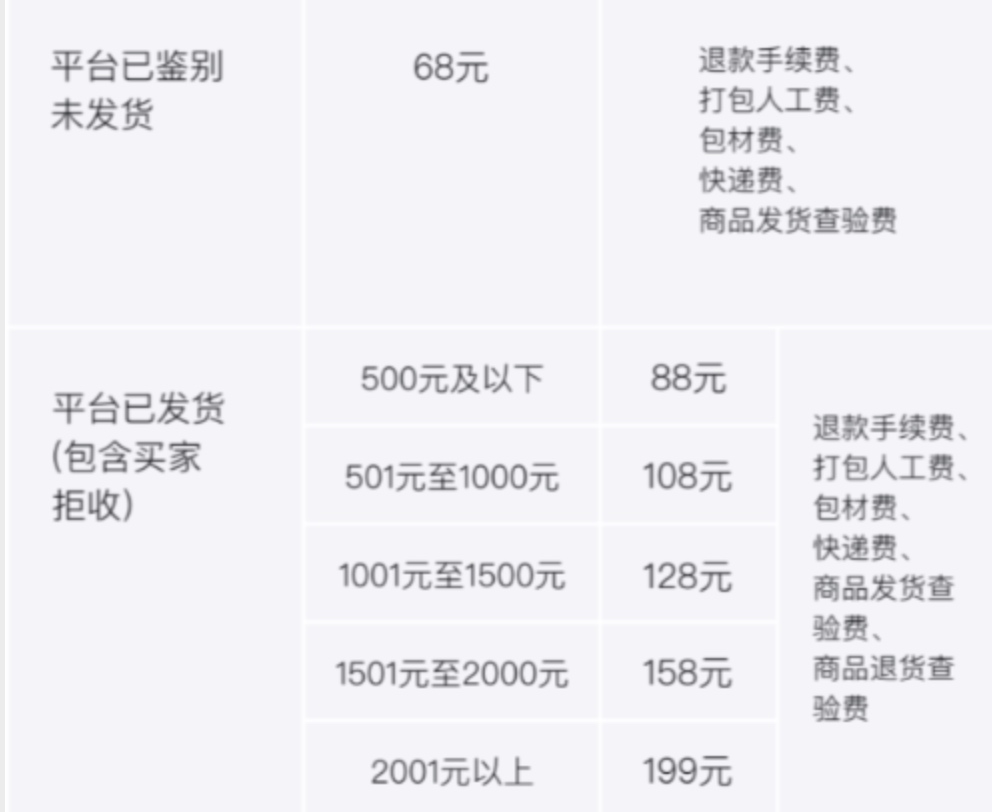 平台已鉴别
未发货
68元
退款手续费、
打包人工费、
包材费、
快递费、
商品发货查验费
平台已发货
(包含买家
拒收)
500元及以下
88元
501元至1000元
108元
1001元至1500元
128元
1501元至2000元
158元
2001元以上
199元
退款手续费、
打包人工费、
包材费、
快递费、
商品发货查
验费、
商品退货查
验费